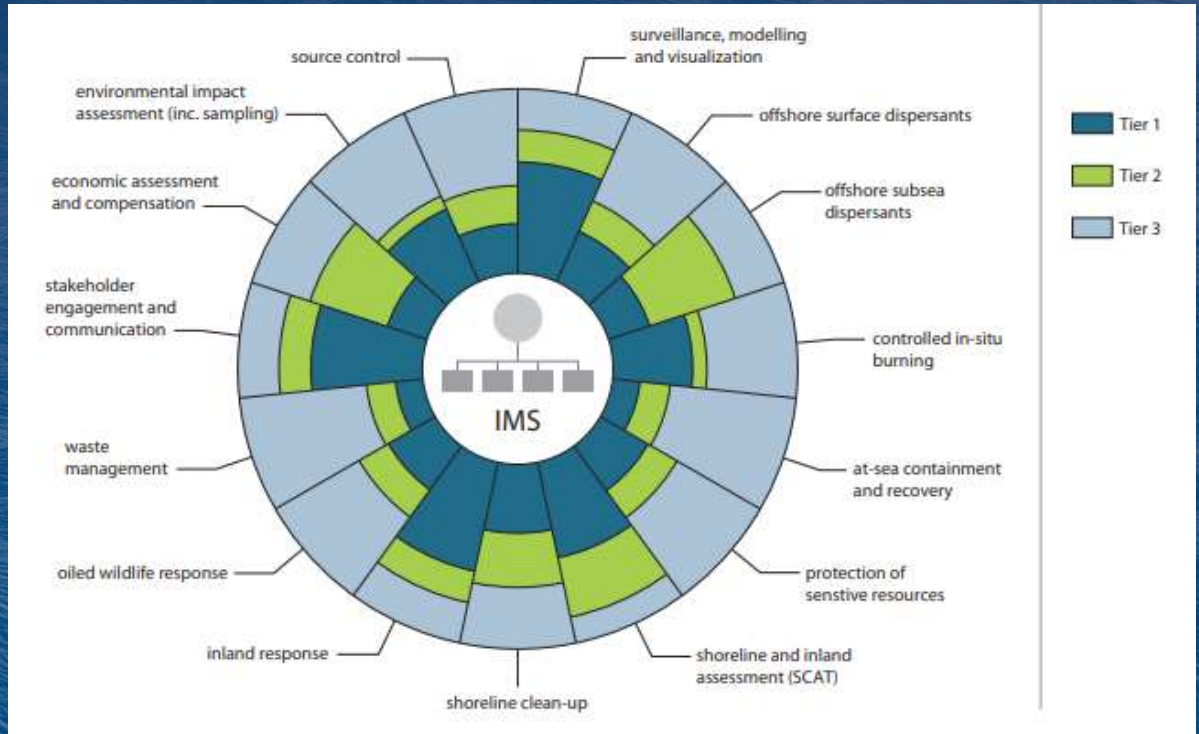 surveillance, modelling
and visualization
source control
environmental impact
assessment (inc. sampling)
offshore surface dispersants
economic assessment
and compensation
offshore subsea
dispersants
stakeholder
engagement and
communication
controlled in-situ
burning
waste
management
at-sea containment
and recovery
oiled wildlife response
protection of
senstive resources
inland response
shoreline and inland
assessment (SCAT)
shoreline clean-up
IMS
Tier 1
Tier 2
Tier 3